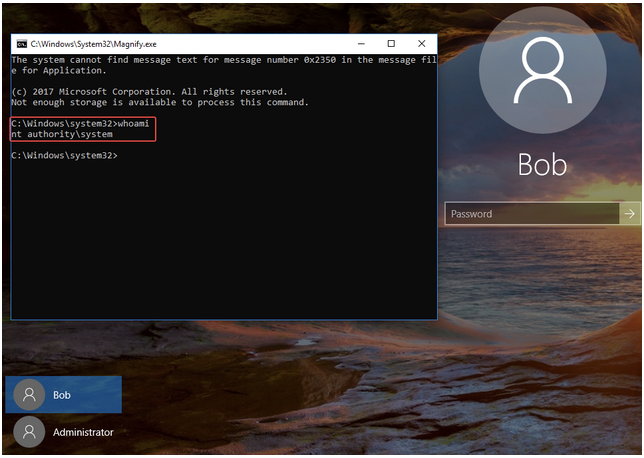 C:\Windows\System32\Magnify.exe
The system cannot find message text for message number 0x2350 in the message fil
e for Application.
(c) 2017 Microsoft Corporation. All rights reserved.
Not enough storage is available to process this command.
C:\Windows\system32>whoami
nt authority\system
C:\Windows\system32>
Bob
Password
Bob
Administrator